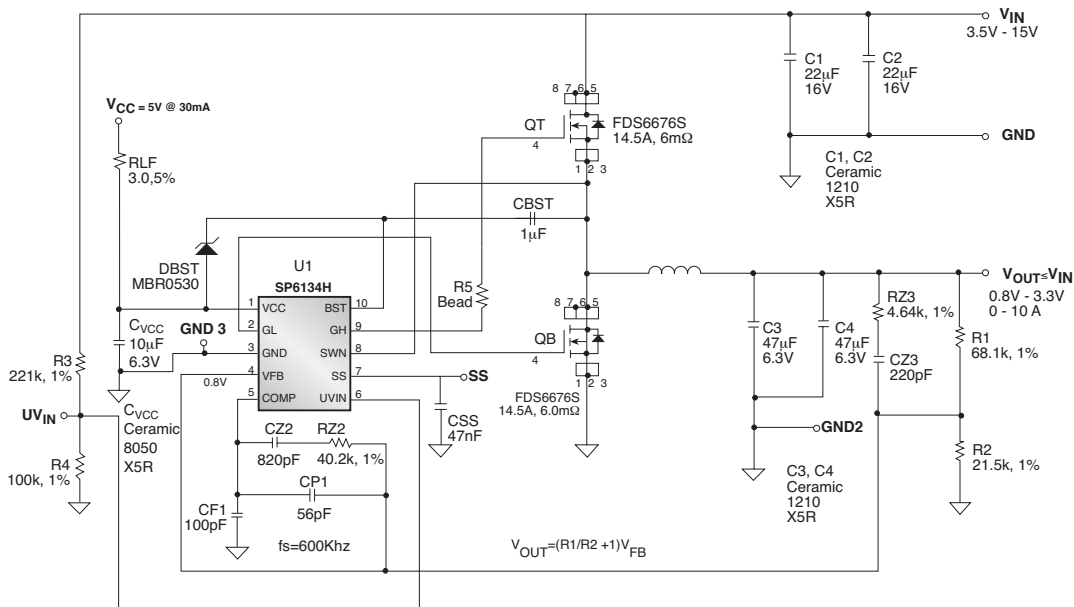 VIN
3.5V - 15V
C1
22μF
16V
C2
22μF
16V
8 7 6 5
QT
4
FDS6676S
14.5A, 6mΩ
1 2 3
GND
C1, C2
Ceramic
1210
X5R
VCC = 5V @ 30mA
RLF
3.0,5%
CBST
1μF
DBST
MBR0530
U1
SP6134H
R5
Bead
1 VCC
2 GL
3 GND
4 VFB
5 COMP
BST 10
GH 9
SWN 8
SS 7
UVIN 6
0.8V
CVCC
10μF
6.3V
GND 3
R3
221k, 1%
UVIN
R4
100k, 1%
CVCC
Ceramic
8050
X5R
SS
CSS
47nF
8 7 6 5
QB
4
1 2 3
FDS6676S
14.5A, 6.0mΩ
VOUT≤VIN
0.8V - 3.3V
0 - 10 A
C3
47μF
6.3V
C4
47μF
6.3V
RZ3
4.64k, 1%
CZ3
220pF
R1
68.1k, 1%
GND2
R2
21.5k, 1%
C3, C4
Ceramic
1210
X5R
CZ2
820pF
RZ2
40.2k, 1%
CP1
56pF
CF1
100pF
fs=600Khz
VOUT=(R1/R2 +1)VFB